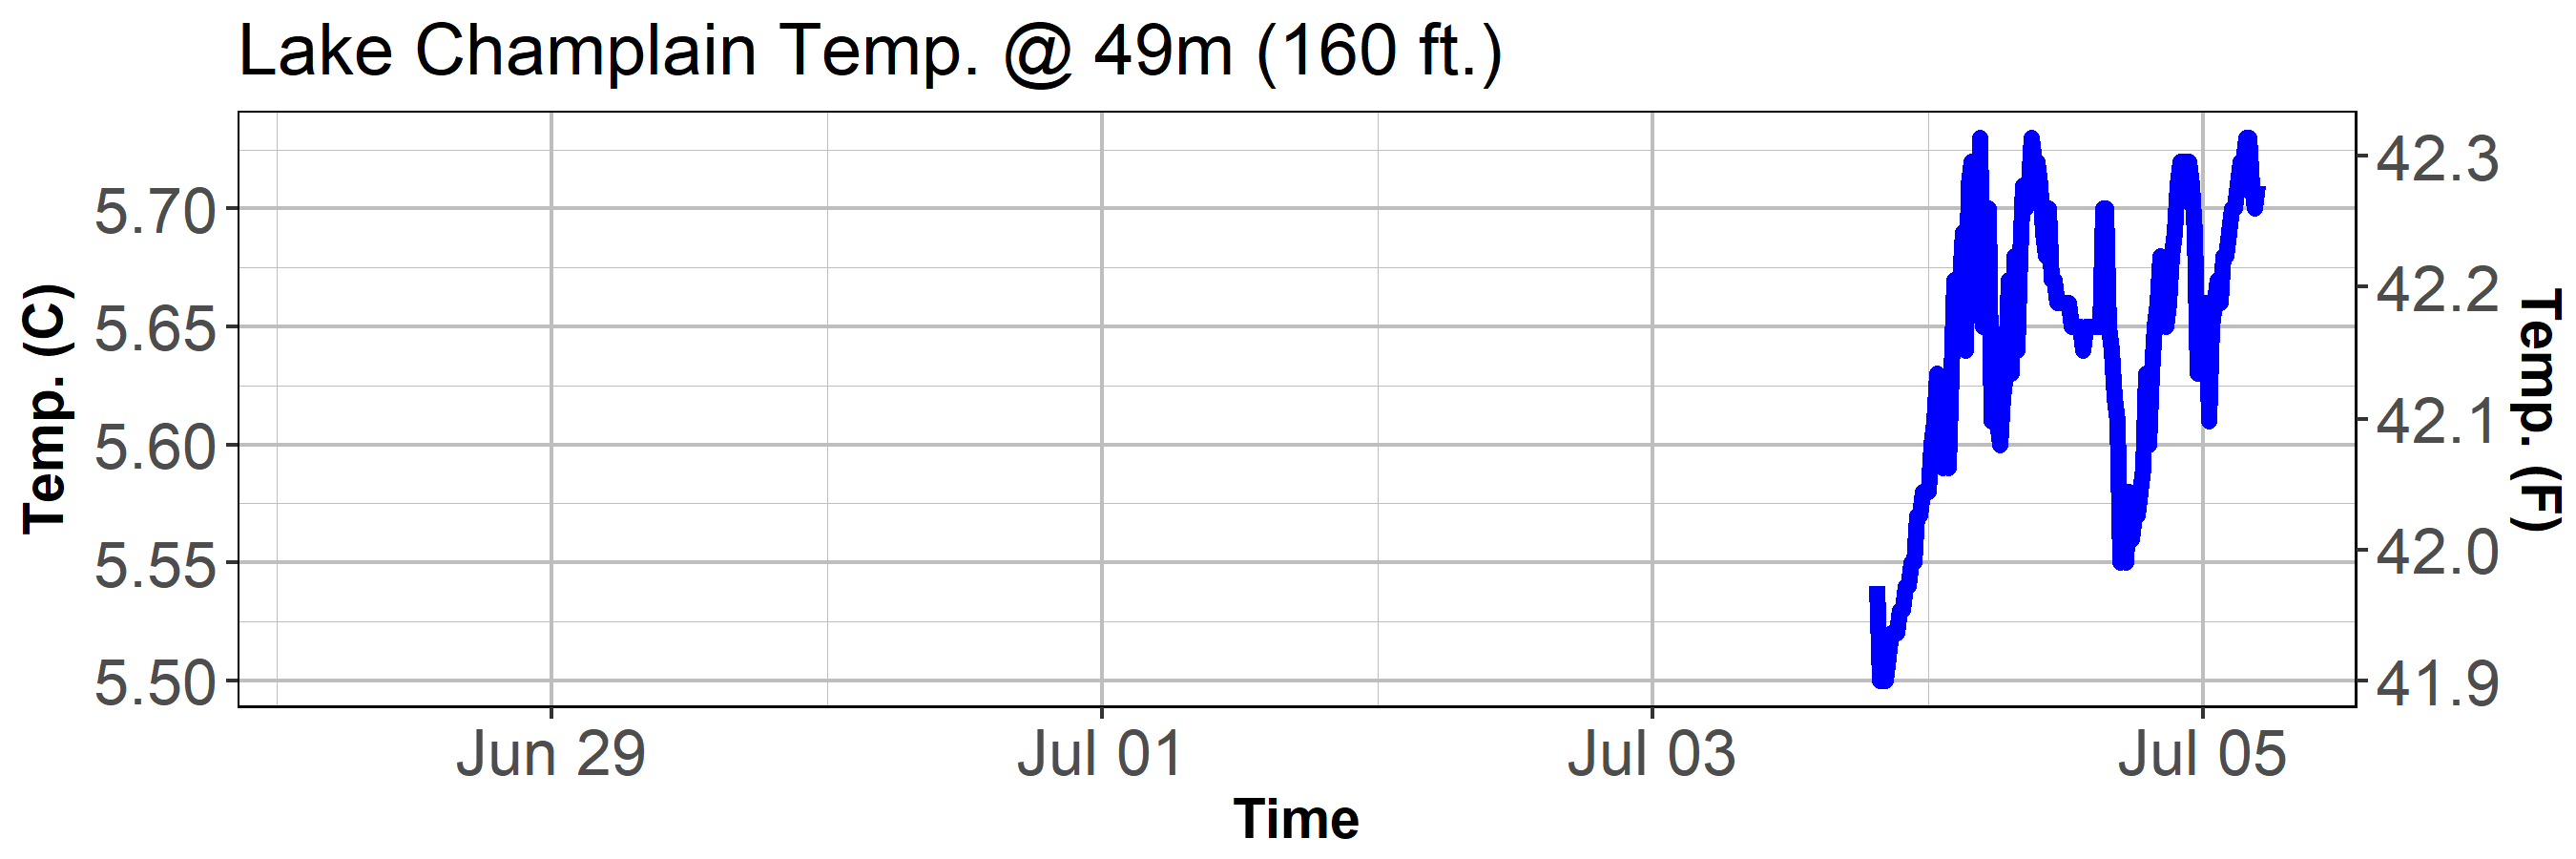 Lake Champlain Temp. @ 49m (160 ft.)
Temp. (C)
5.70
5.65
5.60
5.55
5.50
42.3
42.2
42.1
42.0
41.9
Temp. (F)
Jun 29
Jul 01
Jul 03
Jul 05
Time